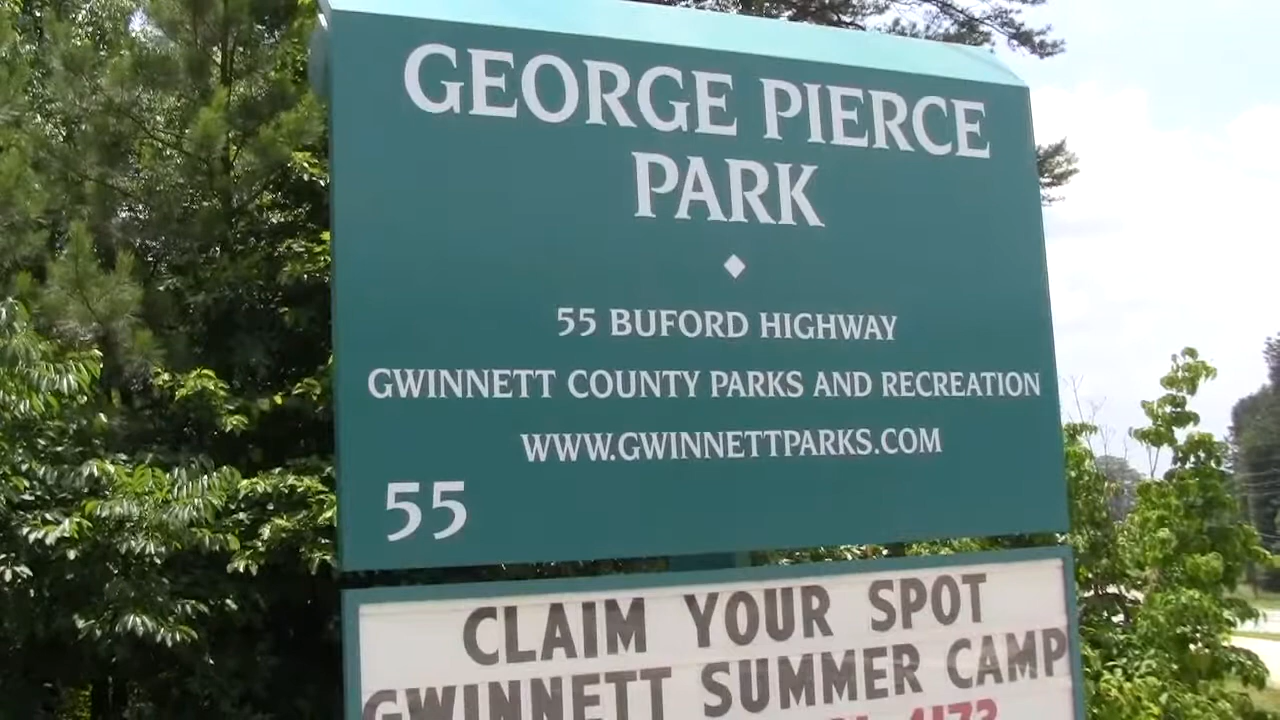 GEORGE PIERCE
PARK
55 BUFORD HIGHWAY
GWINNETT COUNTY PARKS AND RECREATION
WWW.GWINNETTPARKS.COM
55
CLAIM YOUR SPOT
GWINNETT SUMMER CAMP
4173